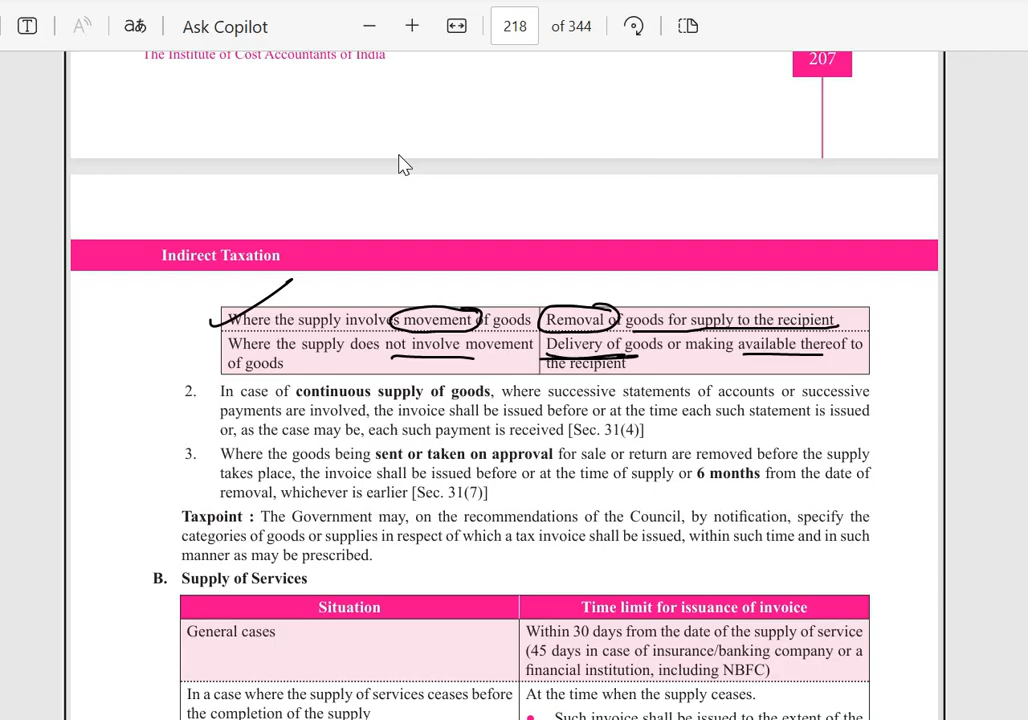 Ask Copilot
218 of 344
The Institute of Cost Accountants of India
207
Indirect Taxation
Where the supply involves movement of goods Removal of goods for supply to the recipient
Where the supply does not involve movement Delivery of goods or making available thereof to
of goods the recipient
2. In case of continuous supply of goods, where successive statements of accounts or successive
payments are involved, the invoice shall be issued before or at the time each such statement is issued
or, as the case may be, each such payment is received [Sec. 31(4)]
3. Where the goods being sent or taken on approval for sale or return are removed before the supply
takes place, the invoice shall be issued before or at the time of supply or 6 months from the date of
removal, whichever is earlier [Sec. 31(7)]
Taxpoint : The Government may, on the recommendations of the Council, by notification, specify the
categories of goods or supplies in respect of which a tax invoice shall be issued, within such time and in such
manner as may be prescribed.
B. Supply of Services
Situation Time limit for issuance of invoice
General cases Within 30 days from the date of the supply of service
(45 days in case of insurance/banking company or a
financial institution, including NBFC)
In a case where the supply of services ceases before At the time when the supply ceases.
the completion of the supply
• Such invoice shall be issued to the extent of the